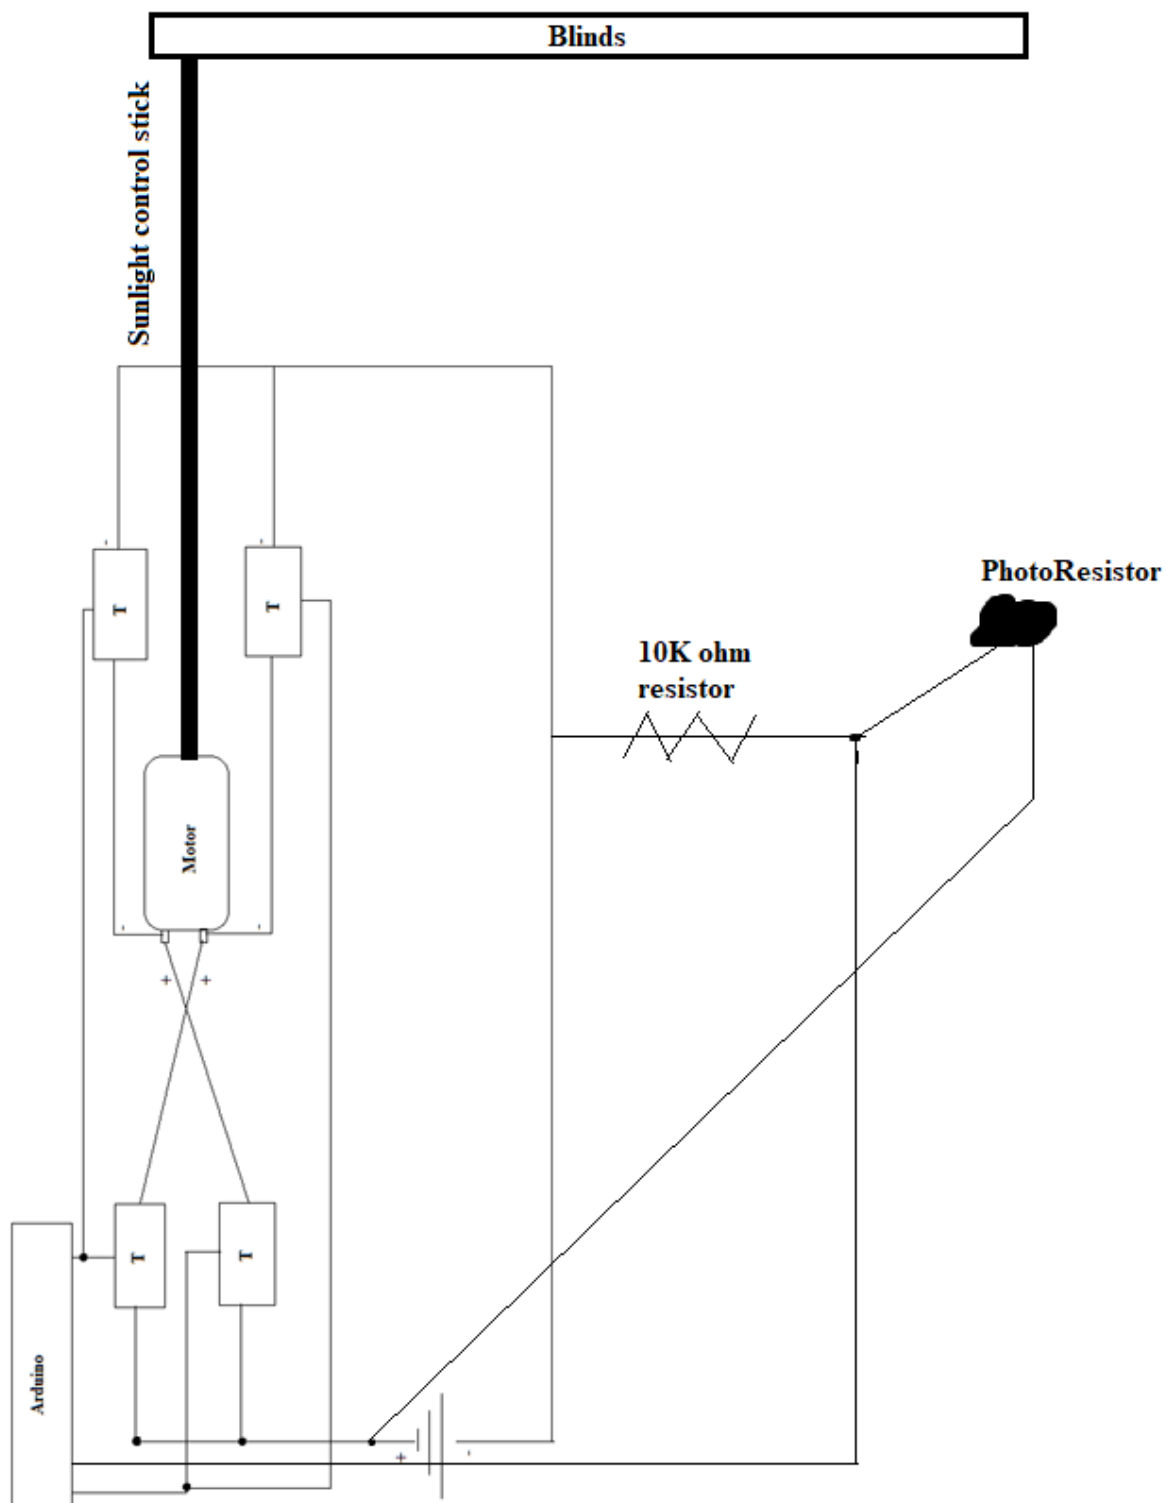 Blinds
Sunlight control stick
-
-
T
T
PhotoResistor
10K ohm
resistor
Motor
-
-
+
+
T
T
Arduino
+
-